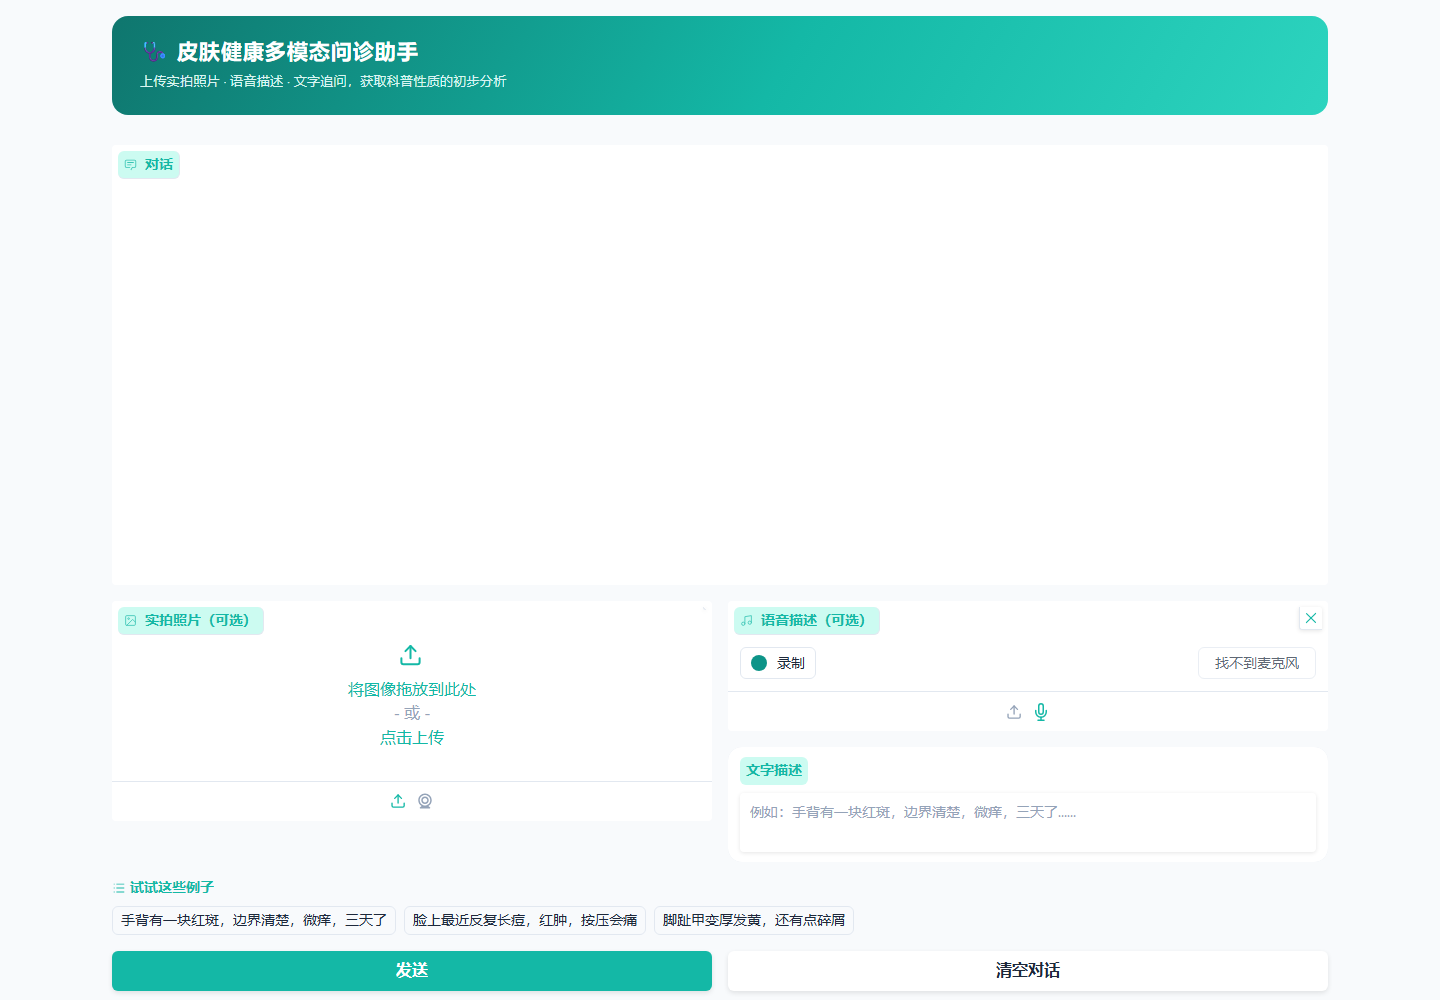 皮肤健康多模态问诊助手
上传实拍照片 · 语音描述 · 文字追问，获取科普性质的初步分析
对话
实拍照片（可选）
将图像拖放到此处
- 或 -
点击上传
语音描述（可选）
录制
找不到麦克风
文字描述
例如：手背有一块红斑，边界清楚，微痒，三天了……
试试这些例子
手背有一块红斑，边界清楚，微痒，三天了
脸上最近反复长痘，红肿，按压会痛
脚趾甲变厚发黄，还有点碎屑
发送
清空对话